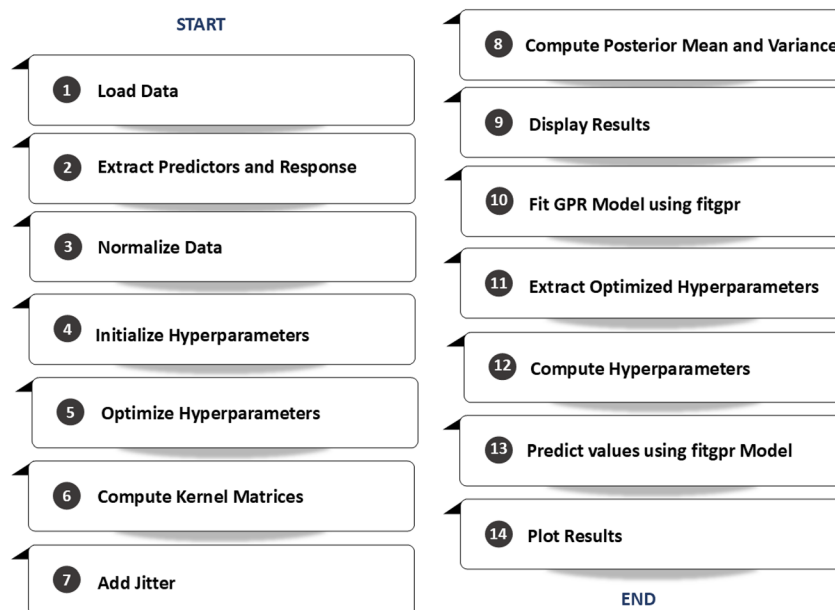 START
1 Load Data
2 Extract Predictors and Response
3 Normalize Data
4 Initialize Hyperparameters
5 Optimize Hyperparameters
6 Compute Kernel Matrices
7 Add Jitter
8 Compute Posterior Mean and Variance
9 Display Results
10 Fit GPR Model using fitgpr
11 Extract Optimized Hyperparameters
12 Compute Hyperparameters
13 Predict values using fitgpr Model
14 Plot Results
END